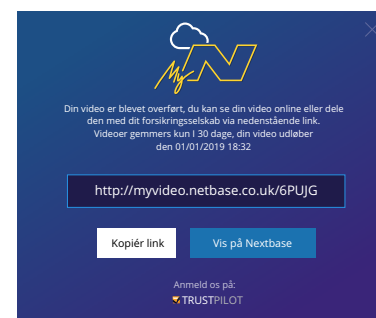 My N
Din video er blevet overført, du kan se din video online eller dele
den med dit forsikringsselskab via nedenstående link.
Videoer gemmers kun I 30 dage, din video udløber
den 01/01/2019 18:32
http://myvideo.netbase.co.uk/6PUJG
Kopiér link
Vis på Nextbase
Anmeld os på:
TRUSTPILOT